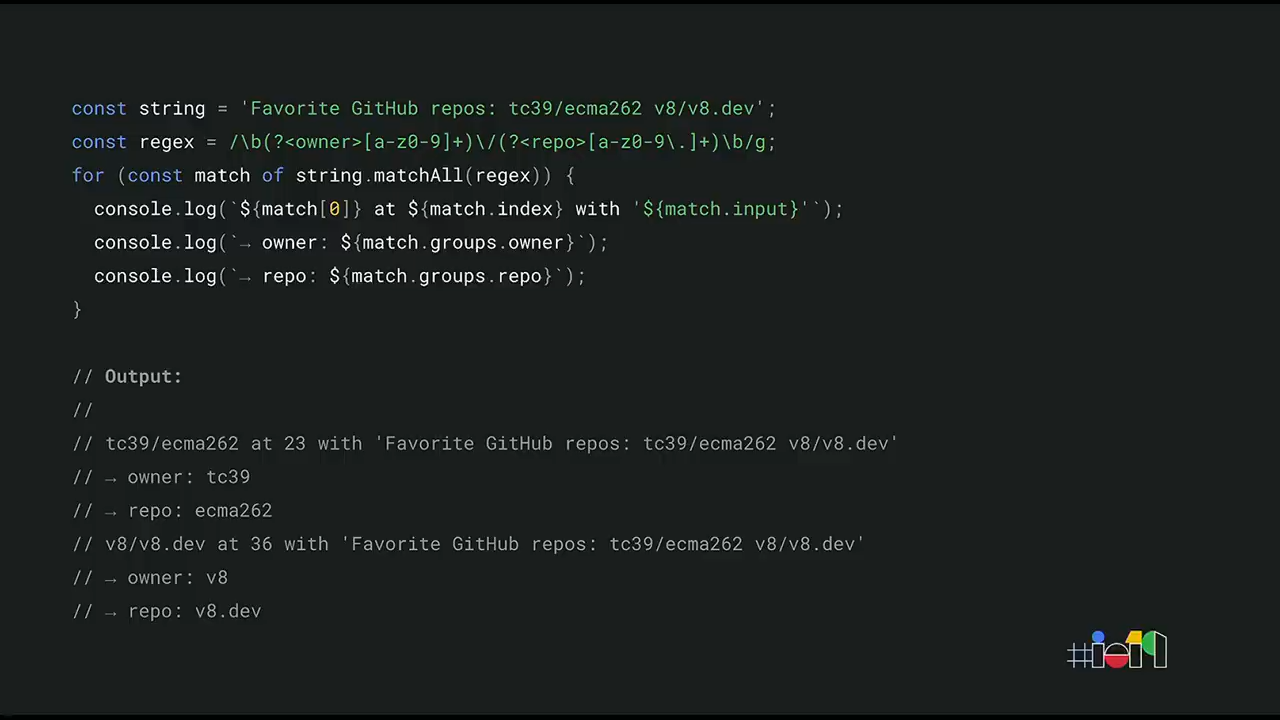 const string = 'Favorite GitHub repos: tc39/ecma262 v8/v8.dev';
const regex = /\b(?<owner>[a-z0-9]+)\/(?<repo>[a-z0-9\.]+)\b/g;
for (const match of string.matchAll(regex)) {
  console.log(`${match[0]} at ${match.index} with '${match.input}'`);
  console.log(`→ owner: ${match.groups.owner}`);
  console.log(`→ repo: ${match.groups.repo}`);
}
// Output:
//
// tc39/ecma262 at 23 with 'Favorite GitHub repos: tc39/ecma262 v8/v8.dev'
// → owner: tc39
// → repo: ecma262
// v8/v8.dev at 36 with 'Favorite GitHub repos: tc39/ecma262 v8/v8.dev'
// → owner: v8
// → repo: v8.dev
#io19